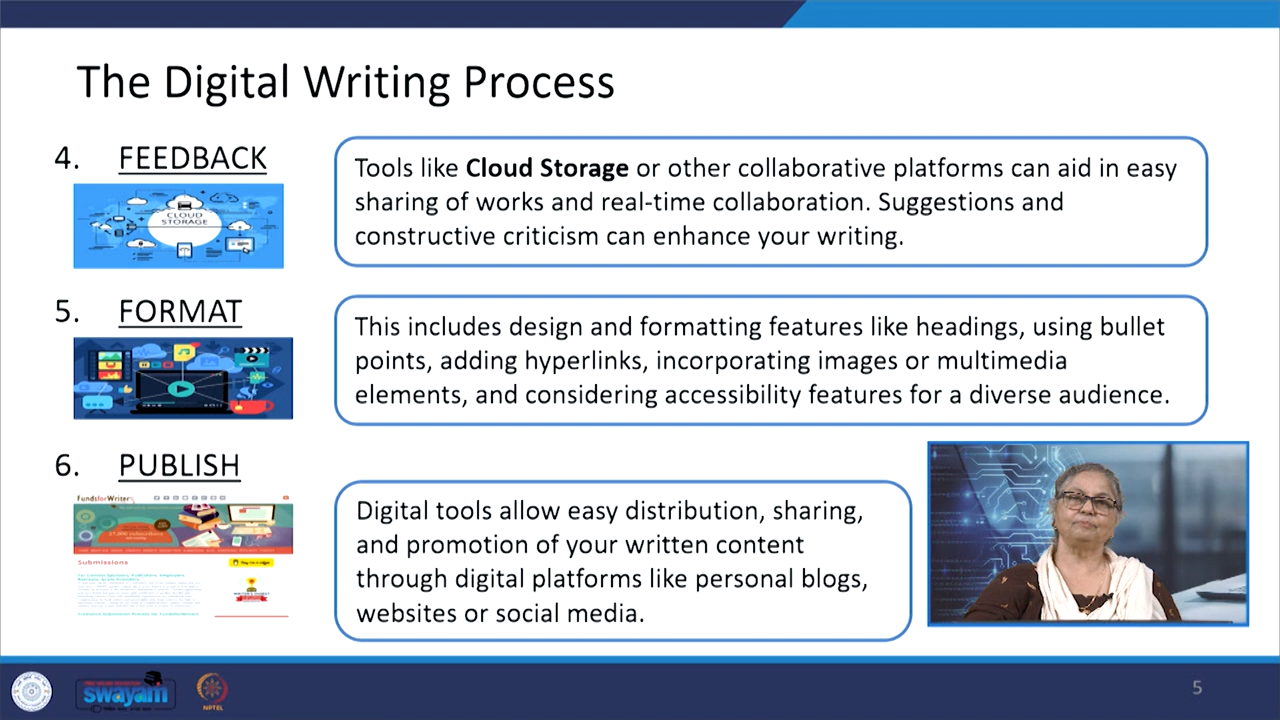 The Digital Writing Process
4. FEEDBACK
CLOUD
STORAGE
Tools like Cloud Storage or other collaborative platforms can aid in easy
sharing of works and real-time collaboration. Suggestions and
constructive criticism can enhance your writing.
5. FORMAT
This includes design and formatting features like headings, using bullet
points, adding hyperlinks, incorporating images or multimedia
elements, and considering accessibility features for a diverse audience.
6. PUBLISH
FundsforWriters
Submissions
Digital tools allow easy distribution, sharing,
and promotion of your written content
through digital platforms like personal blogs,
websites or social media.
swayam
NPTEL
5